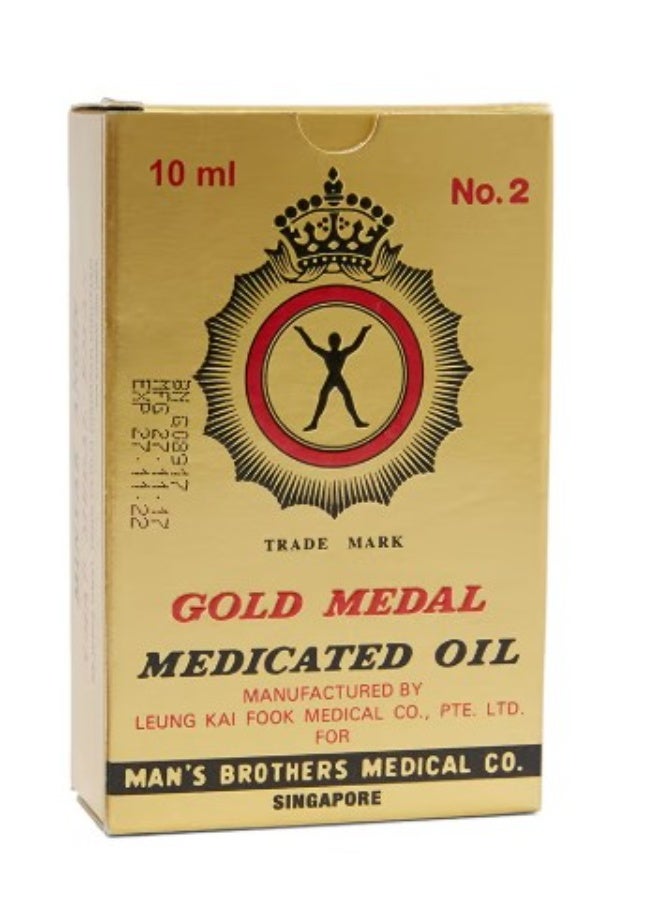 10 ml
No. 2
BN G08917
MFG 27.11.17
EXP 27.11.22
TRADE MARK
GOLD MEDAL
MEDICATED OIL
MANUFACTURED BY
LEUNG KAI FOOK MEDICAL CO., PTE. LTD.
FOR
MAN'S BROTHERS MEDICAL CO.
SINGAPORE